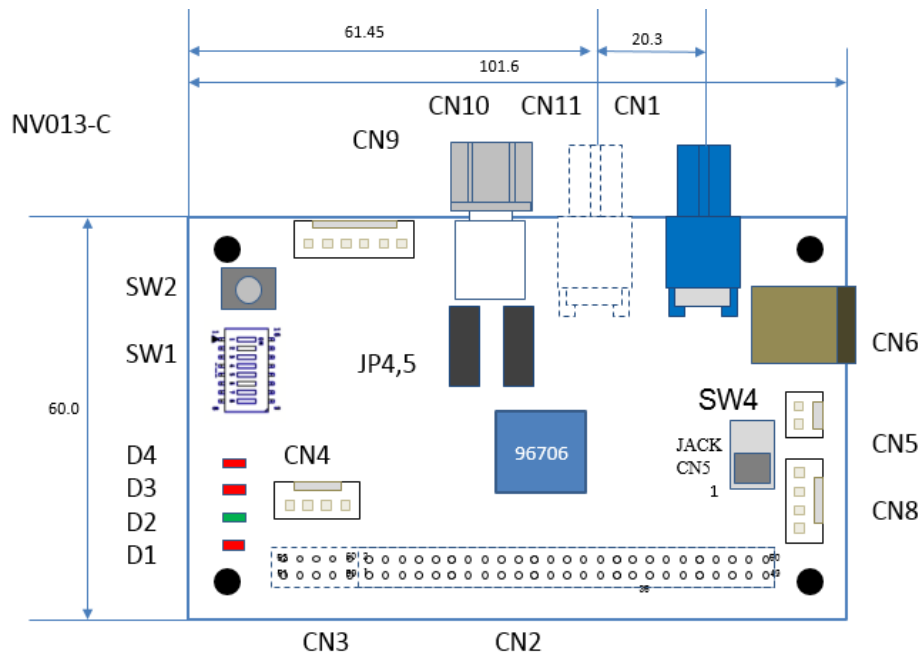 61.45
20.3
101.6
CN10
CN11
CN1
NV013-C
CN9
SW2
SW1
JP4,5
CN6
60.0
SW4
D4
CN4
96706
JACK
CN5
CN5
D3
CN5
1
CN8
D2
D1
CN3
CN2